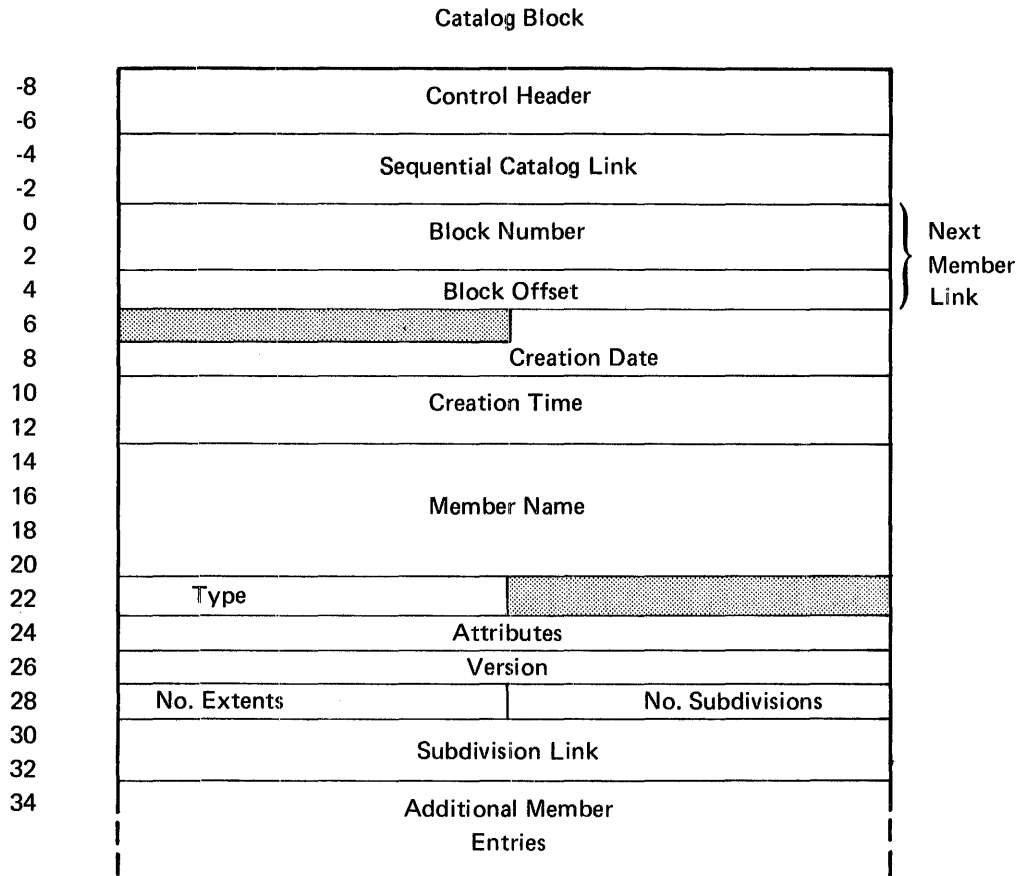 Catalog Block
-8
Control Header
-6
-4
Sequential Catalog Link
-2
0
Block Number
Next
2
Member
4
Block Offset
Link
6
8
Creation Date
10
Creation Time
12
14
16
Member Name
18
20
22
Type
24
Attributes
26
Version
28
No. Extents
No. Subdivisions
30
Subdivision Link
32
34
Additional Member
Entries